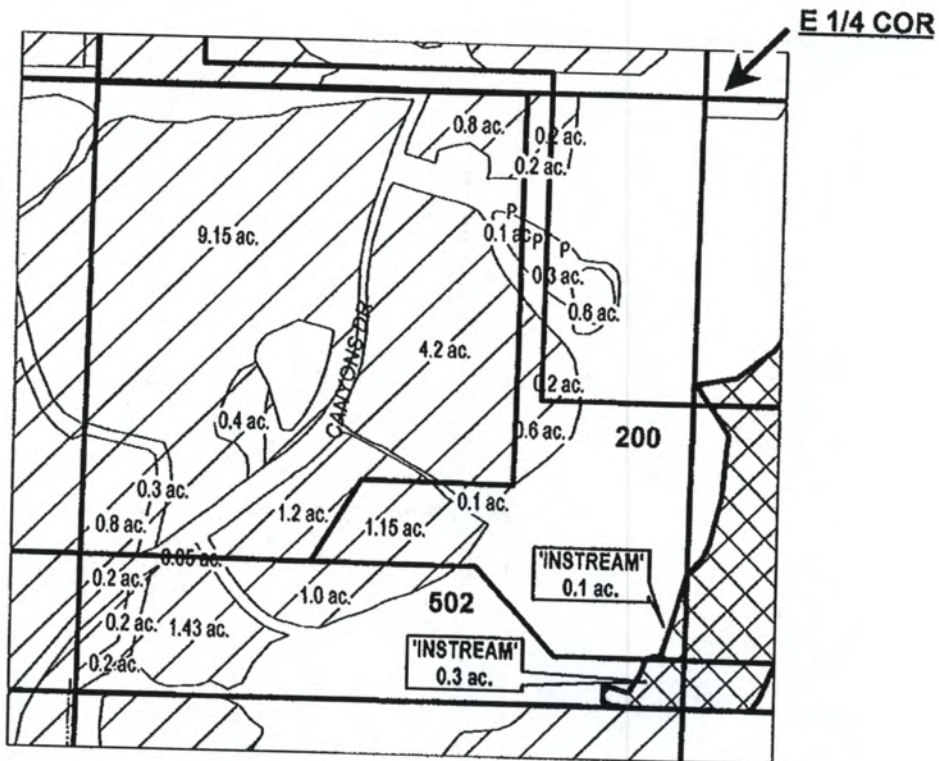 E 1/4 COR
0.8 ac.
0.2 ac.
0.2 ac.
P
9.15 ac.
0.1 ac
P
P
0.3 ac.
0.6 ac.
CANYONS DR
4.2 ac.
0.2 ac.
0.4 ac.
0.6 ac.
200
0.3 ac.
0.1 ac.
0.8 ac.
1.2 ac.
1.15 ac.
0.05 ac.
'INSTREAM'
0.1 ac.
0.2 ac.
1.0 ac.
502
0.2 ac.
1.43 ac.
'INSTREAM'
0.3 ac.
0.2 ac.